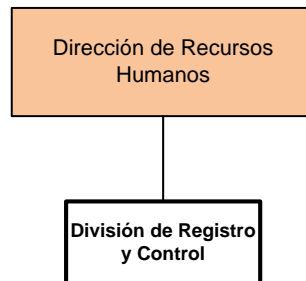 Dirección de Recursos
Humanos
División de Registro
y Control